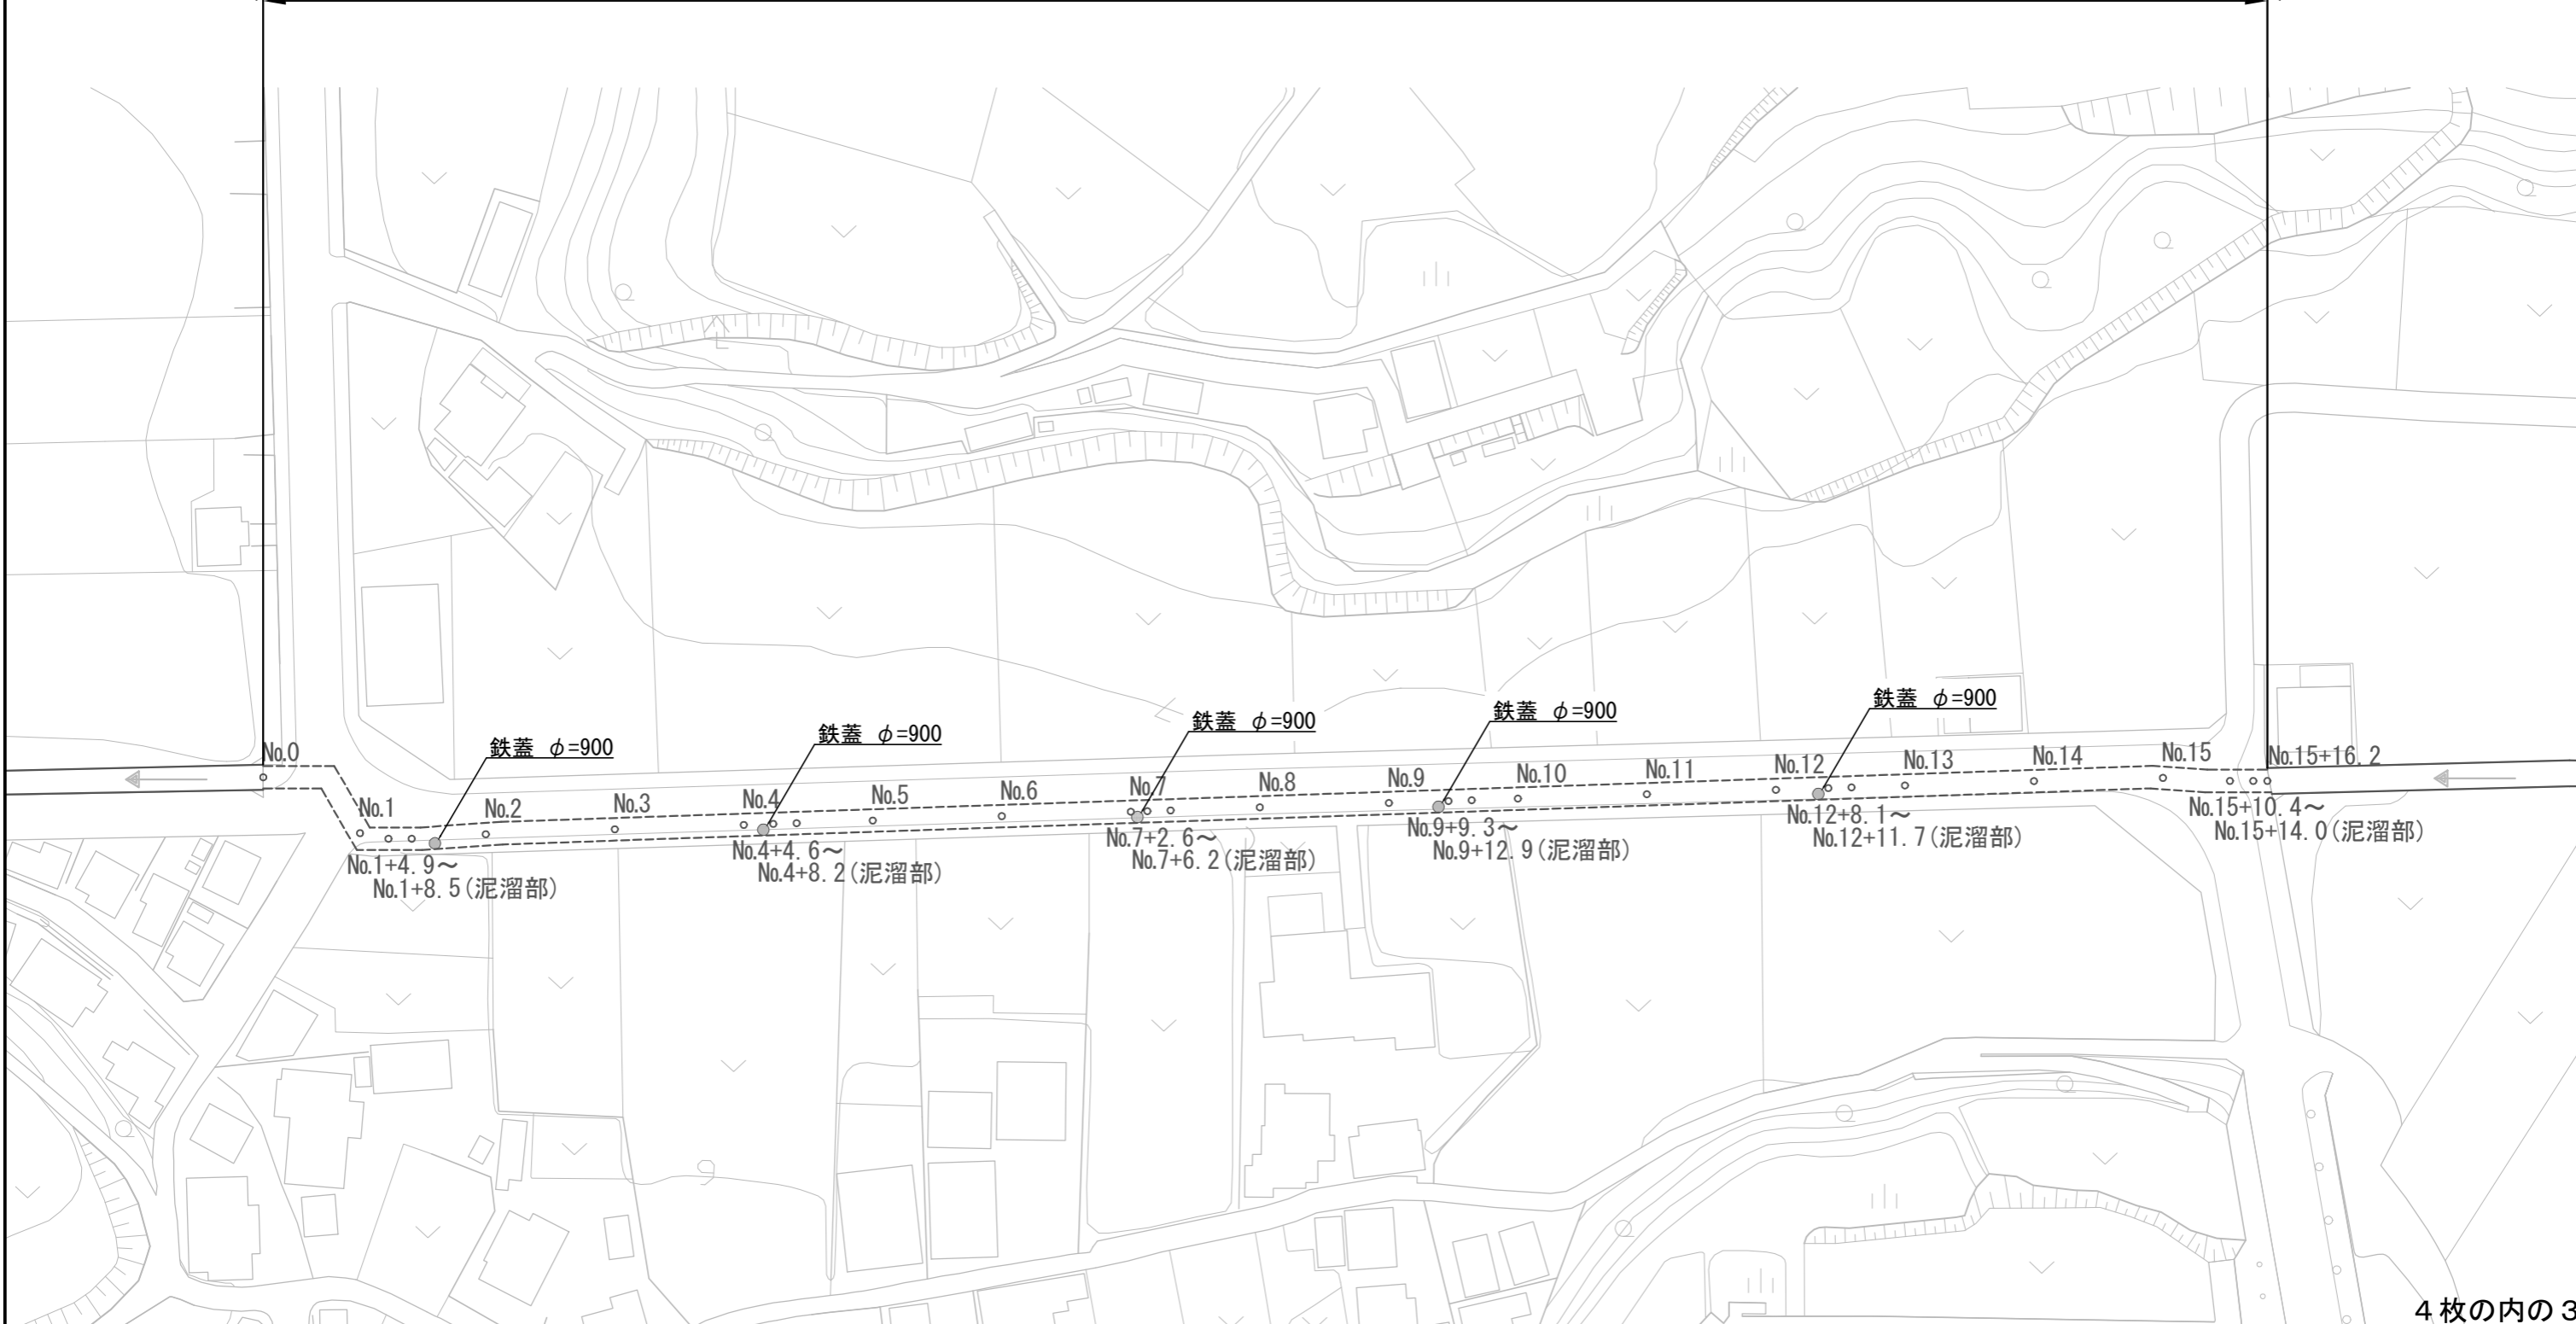 鉄蓋 φ=900
鉄蓋 φ=900
鉄蓋 φ=900
鉄蓋 φ=900
鉄蓋 φ=900
No.0
No.1
No.2
No.3
No.4
No.5
No.6
No.7
No.8
No.9
No.10
No.11
No.12
No.13
No.14
No.15
No.15+16.2
No.1+4.9～
No.1+8.5(泥溜部)
No.4+4.6～
No.4+8.2(泥溜部)
No.7+2.6～
No.7+6.2(泥溜部)
No.9+9.3～
No.9+12.9(泥溜部)
No.12+8.1～
No.12+11.7(泥溜部)
No.15+10.4～
No.15+14.0(泥溜部)
４枚の内の３